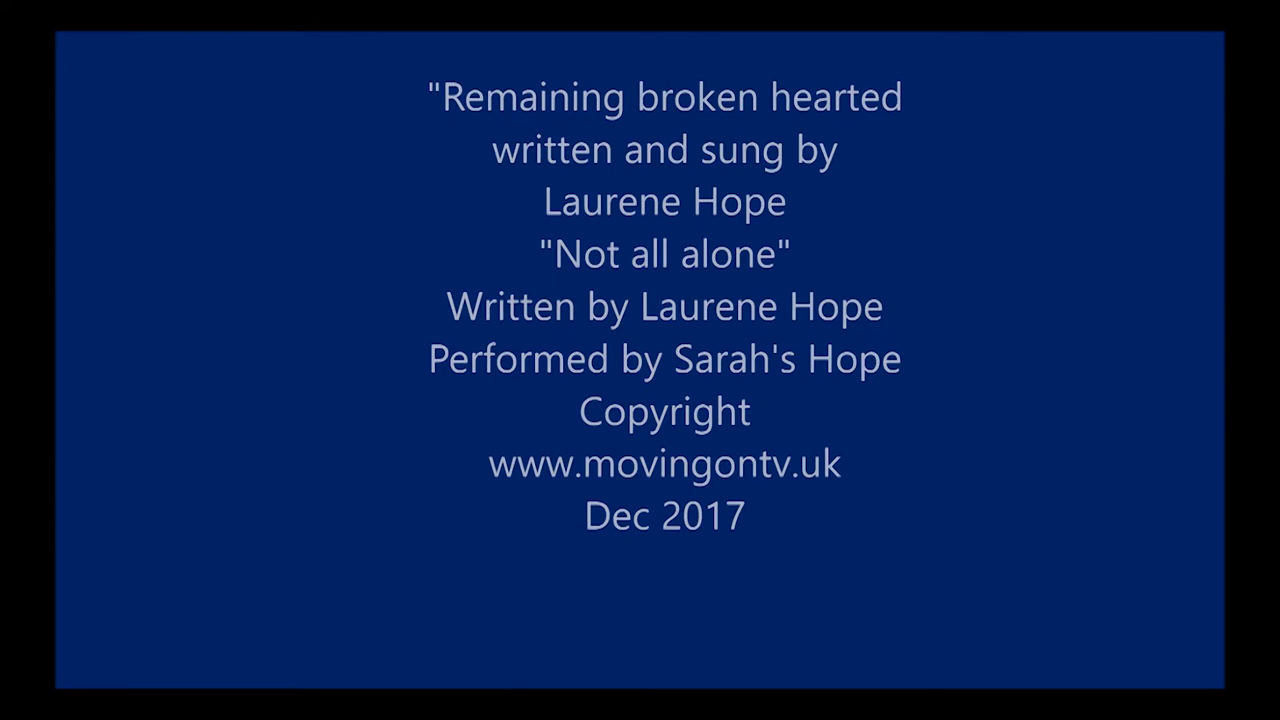 "Remaining broken hearted
written and sung by
Laurene Hope
"Not all alone"
Written by Laurene Hope
Performed by Sarah's Hope
Copyright
www.movingontv.uk
Dec 2017